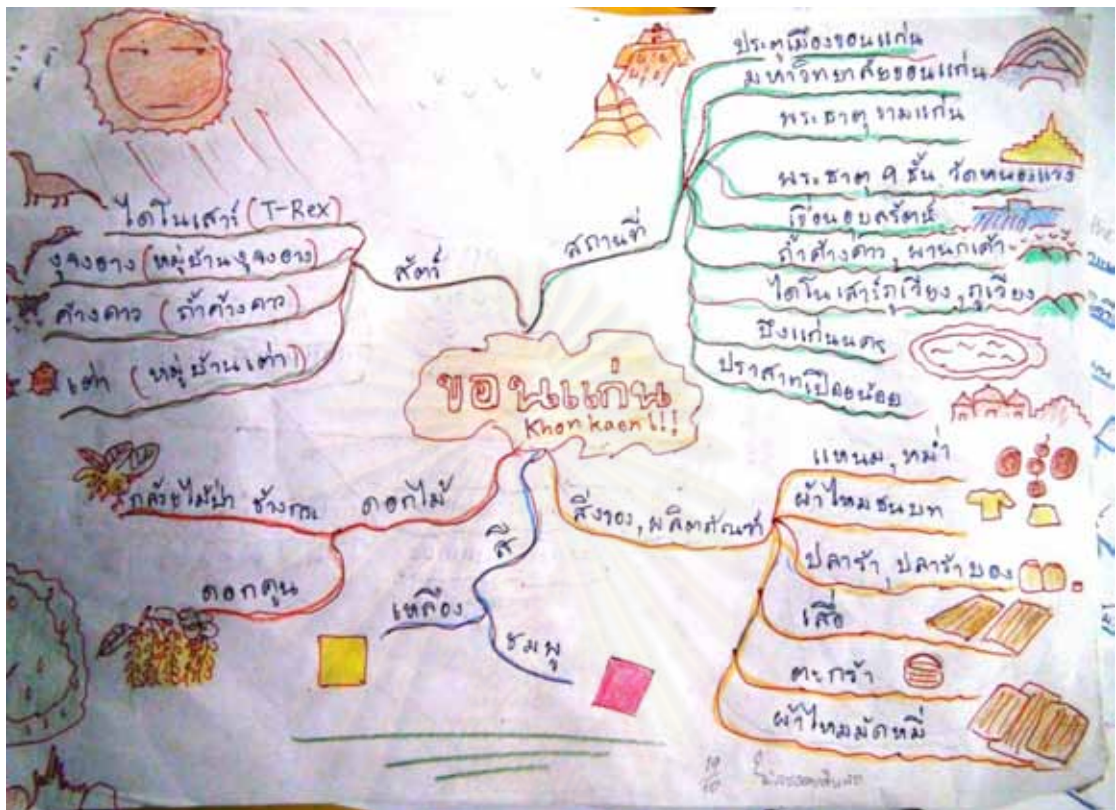 ขอนแก่น
Khon kaen!!!
สถานที่
ประตูเมืองขอนแก่น
มหาวิทยาลัยขอนแก่น
พระธาตุขามแก่น
พระธาตุ 9 ชั้น วัดหนองแวง
เขื่อนอุบลรัตน์
ถ้ำค้างคาว, ผานกเค้า
ไดโนเสาร์ภูเวียง, ภูเวียง
บึงแก่นนคร
ปราสาทเปือยน้อย
สิ่งของ, ผลิตภัณฑ์
แหนม, หม่ำ
ผ้าไหมชนบท
ปลาร้า, ปลาร้าบอง
เสื่อ
ตะกร้า
ผ้าไหมมัดหมี่
สี
ชมพู
เหลือง
ดอกไม้
กล้วยไม้ป่า ช้างกระ
ดอกคูน
สัตว์
ไดโนเสาร์ (T-Rex)
งูจงอาง (หมู่บ้านงูจงอาง)
ค้างคาว (ถ้ำค้างคาว)
เต่า (หมู่บ้านเต่า)